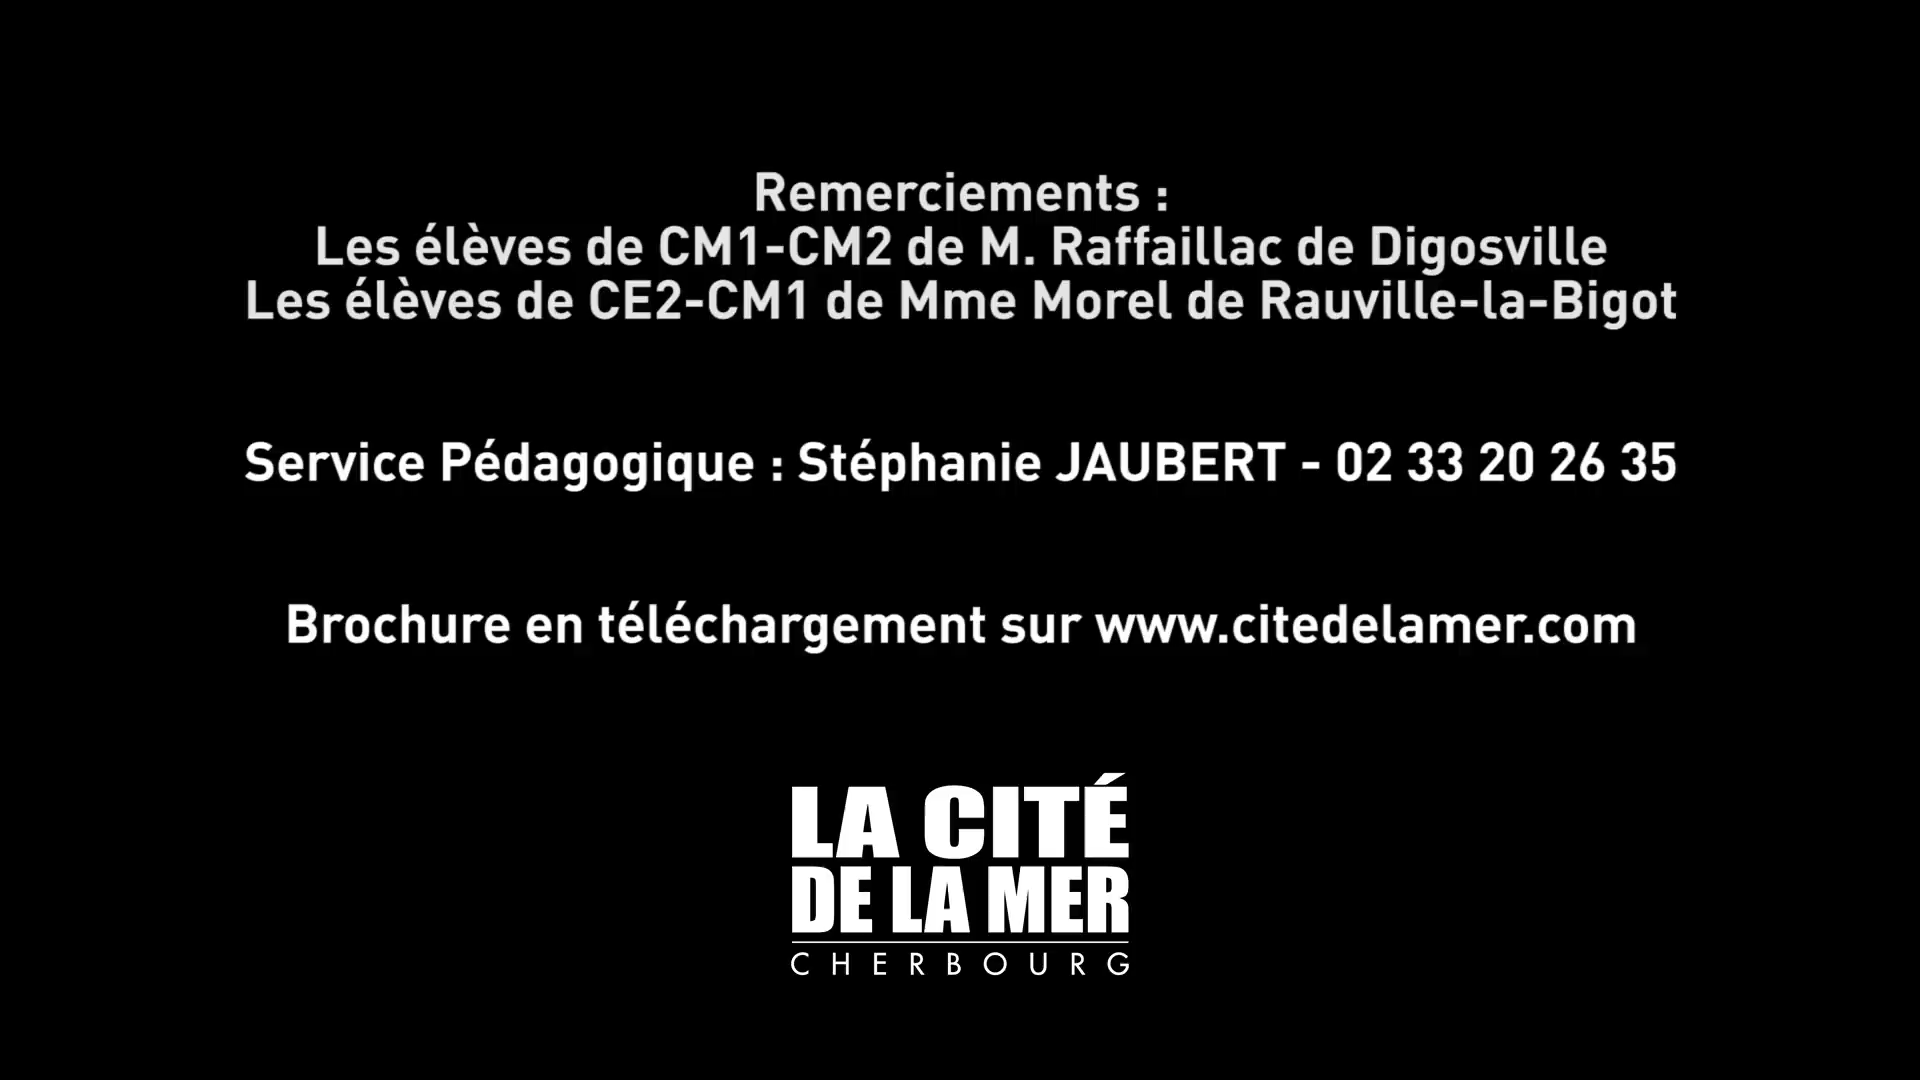 Remerciements :
Les élèves de CM1-CM2 de M. Raffaillac de Digosville
Les élèves de CE2-CM1 de Mme Morel de Rauville-la-Bigot
Service Pédagogique : Stéphanie JAUBERT - 02 33 20 26 35
Brochure en téléchargement sur www.citedelamer.com
LA CITÉ
DE LA MER
CHERBOURG